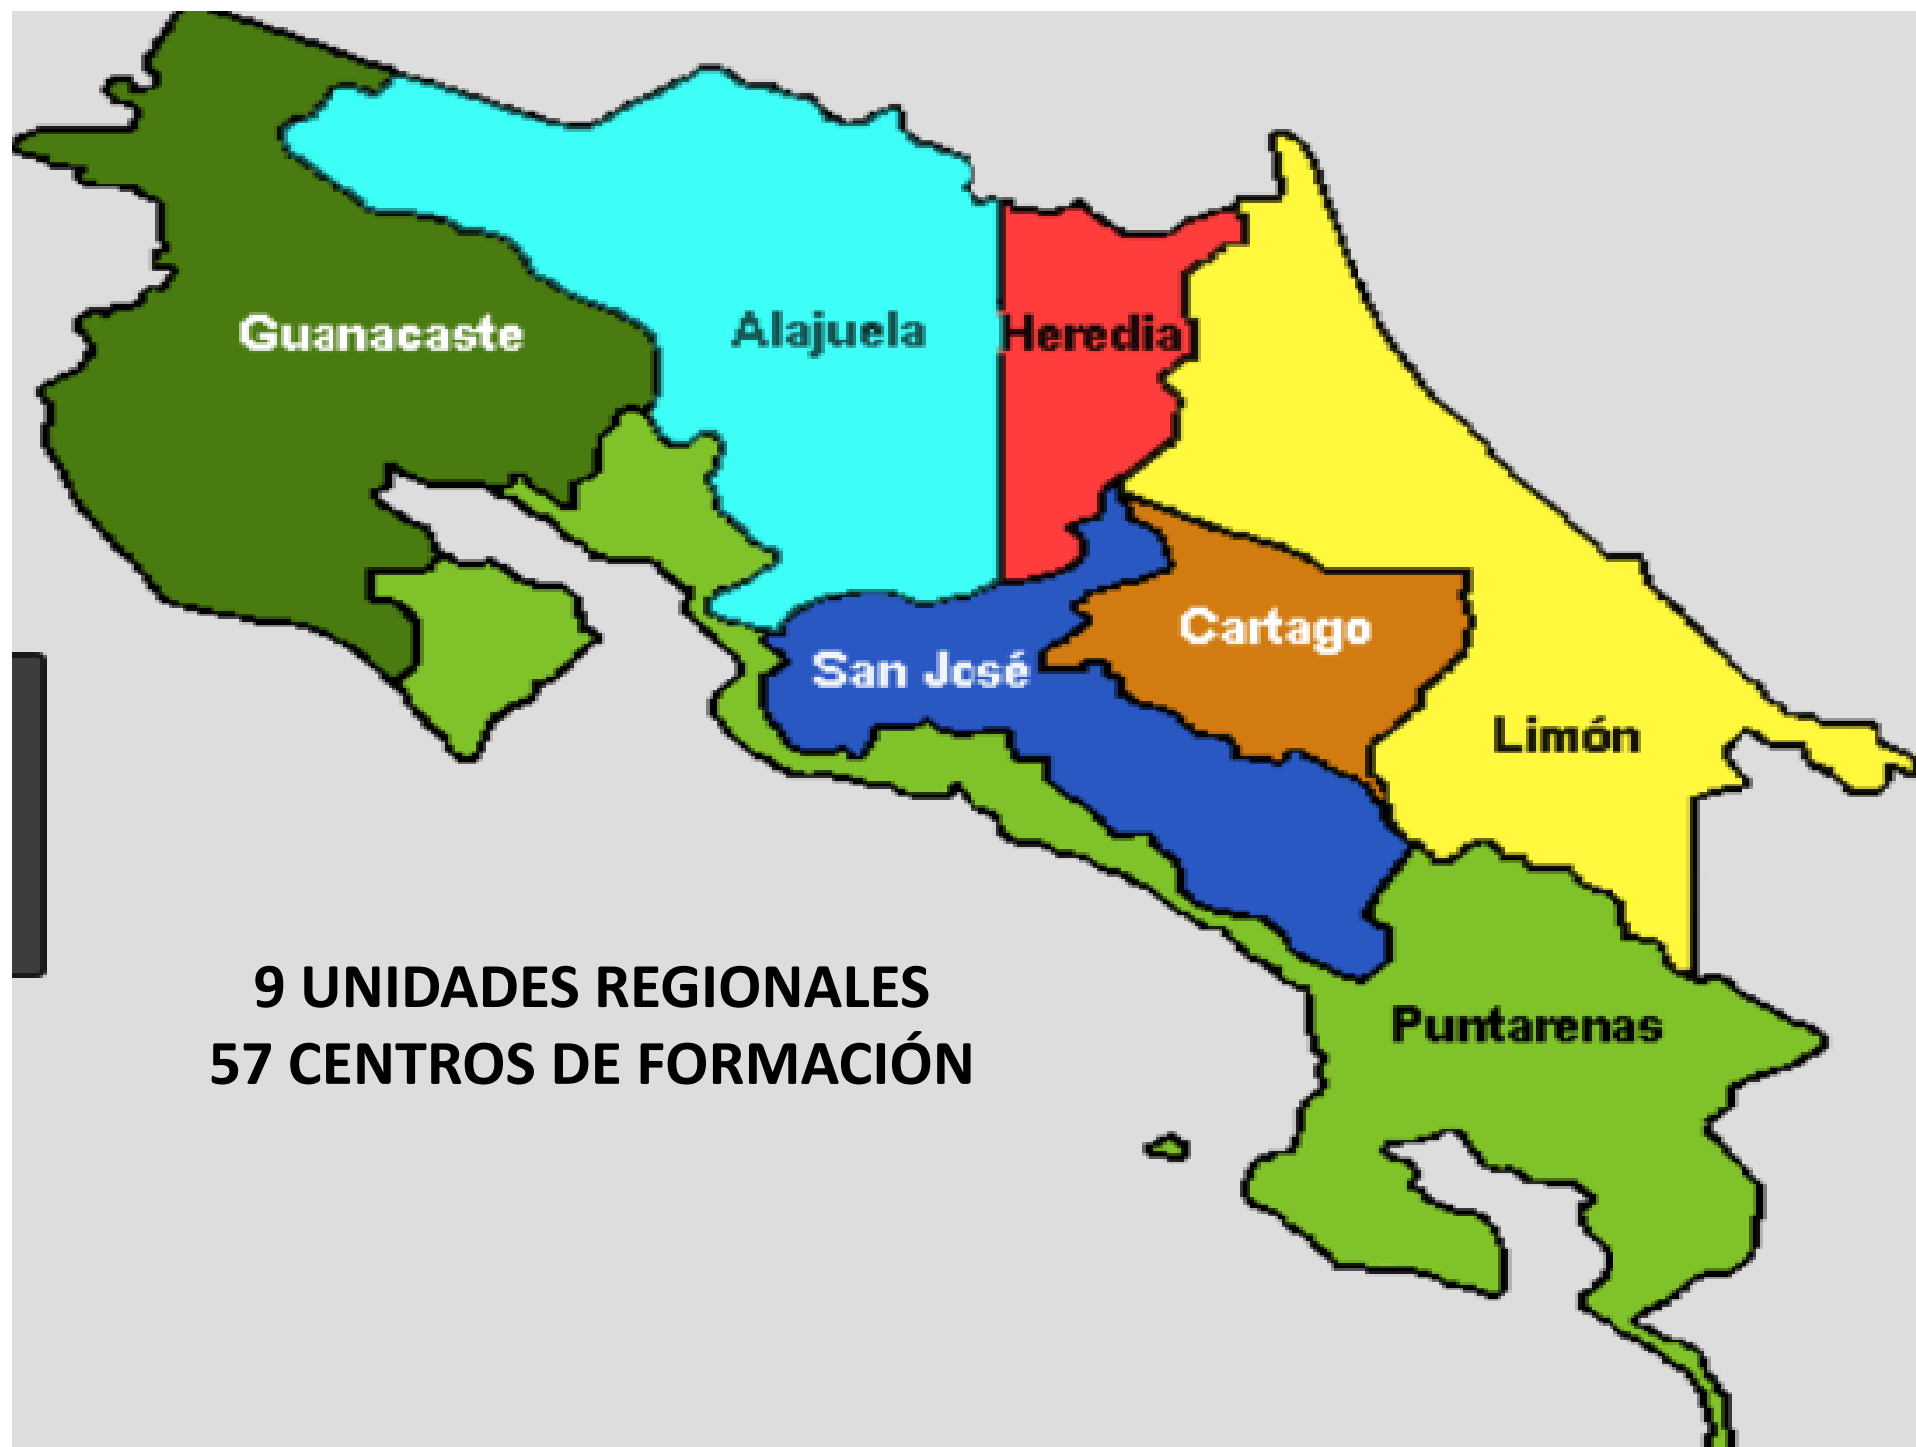 Guanacaste
Alajuela
Heredia
Cartago
San José
Limón
9 UNIDADES REGIONALES
57 CENTROS DE FORMACIÓN
Puntarenas